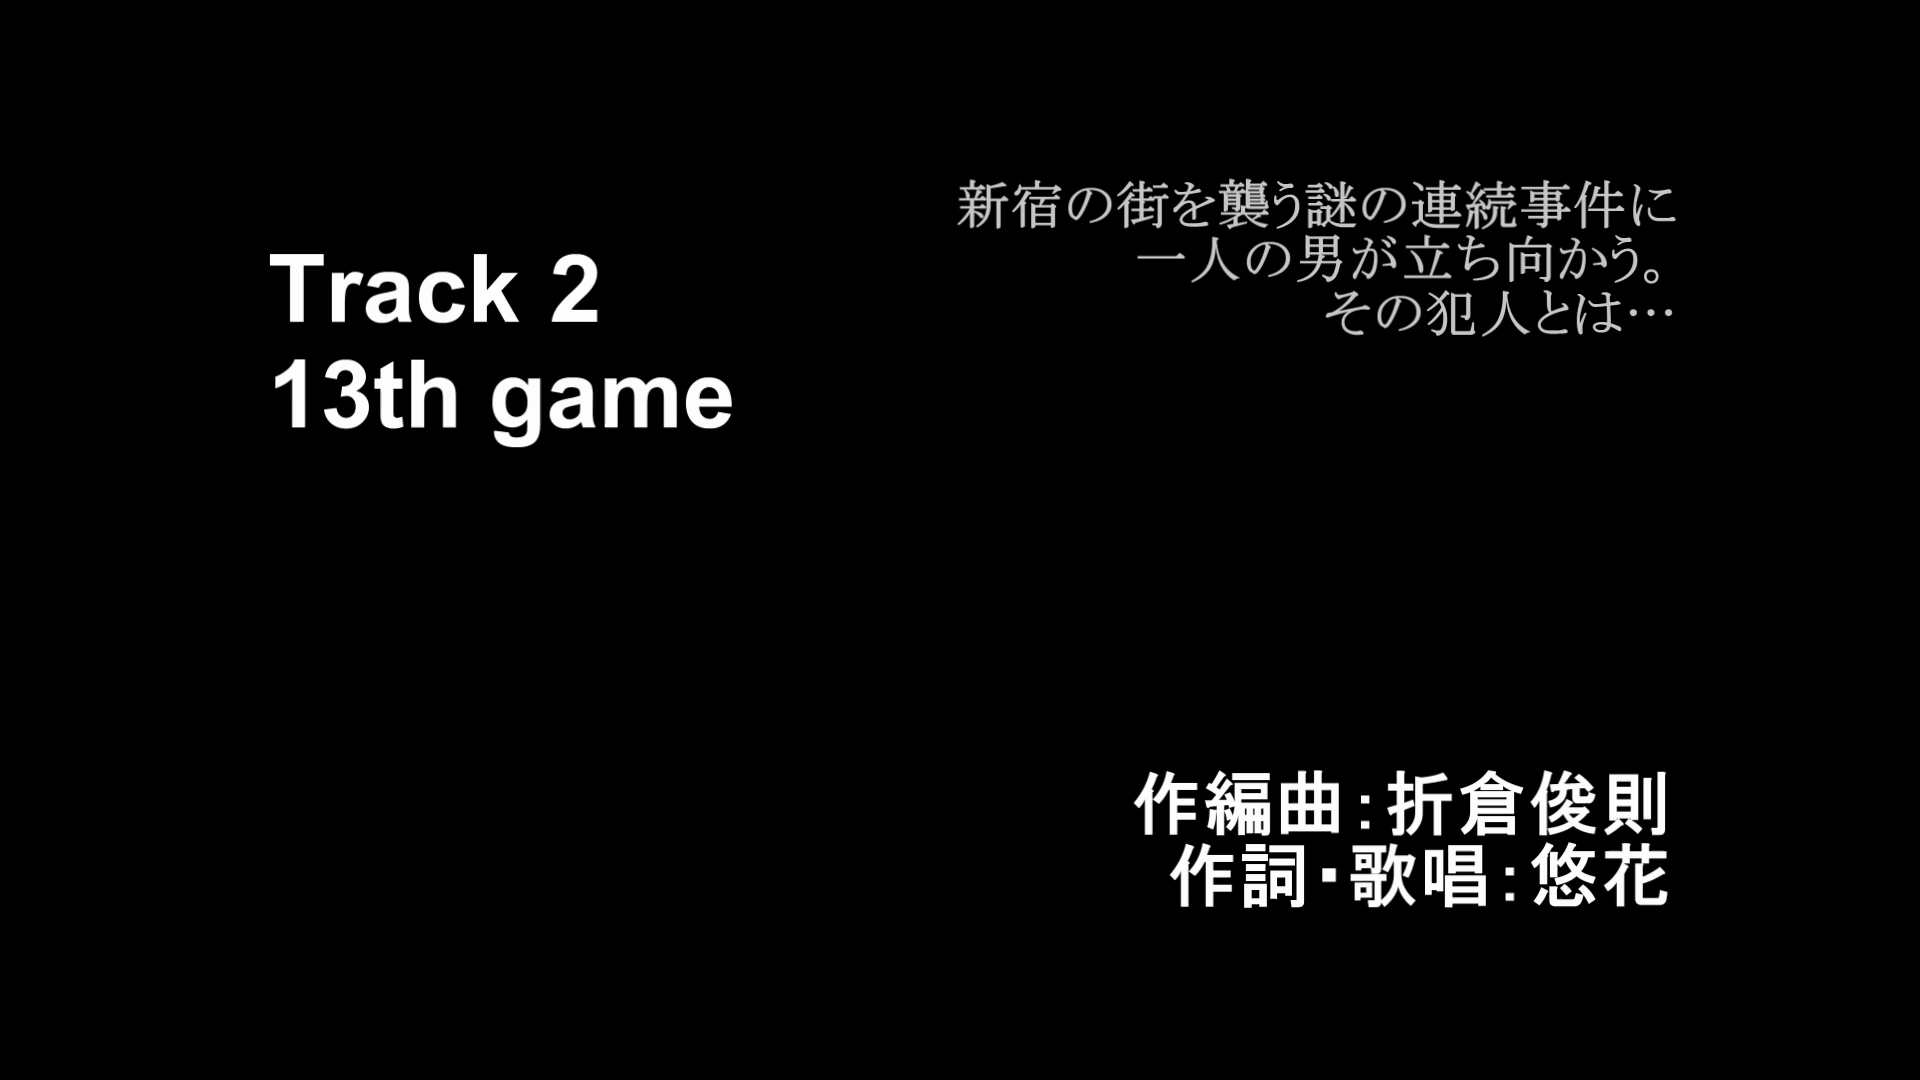 Track 2
13th game
新宿の街を襲う謎の連続事件に
一人の男が立ち向かう。
その犯人とは…
作編曲：折倉俊則
作詞・歌唱：悠花